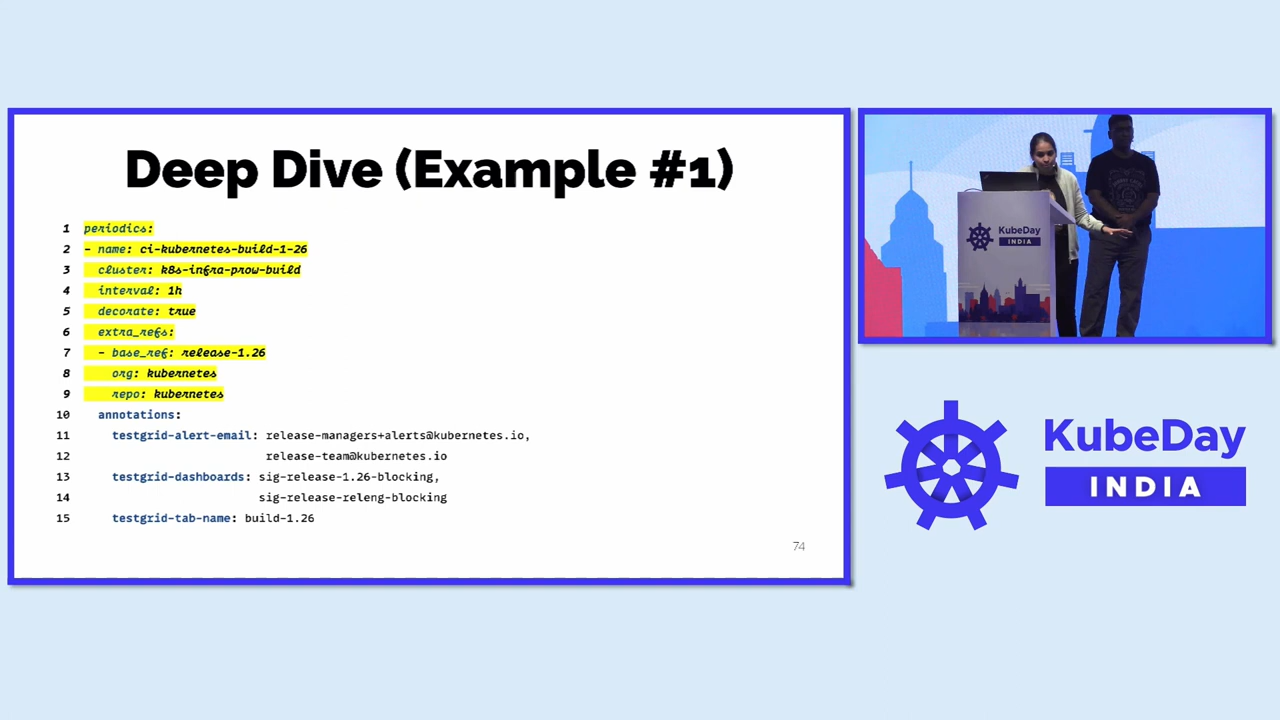 Deep Dive (Example #1)
1 periodics:
2 - name: ci-kubernetes-build-1-26
3 cluster: k8s-infra-prow-build
4 interval: 1h
5 decorate: true
6 extra_refs:
7 - base_ref: release-1.26
8 org: kubernetes
9 repo: kubernetes
10 annotations:
11 testgrid-alert-email: release-managers+alerts@kubernetes.io,
12 release-team@kubernetes.io
13 testgrid-dashboards: sig-release-1.26-blocking,
14 sig-release-releng-blocking
15 testgrid-tab-name: build-1.26
74
KubeDay
INDIA
KubeDay
INDIA